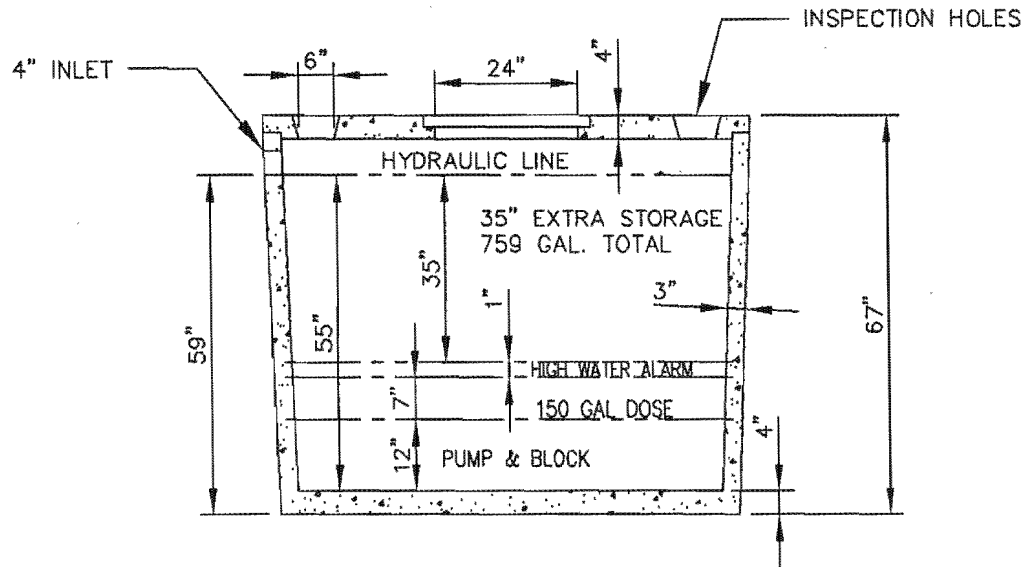 INSPECTION HOLES
4" INLET
6"
24"
4"
HYDRAULIC LINE
35" EXTRA STORAGE
759 GAL. TOTAL
35"
1"
3"
59"
55"
67"
HIGH WATER ALARM
7"
150 GAL DOSE
4"
12"
PUMP & BLOCK